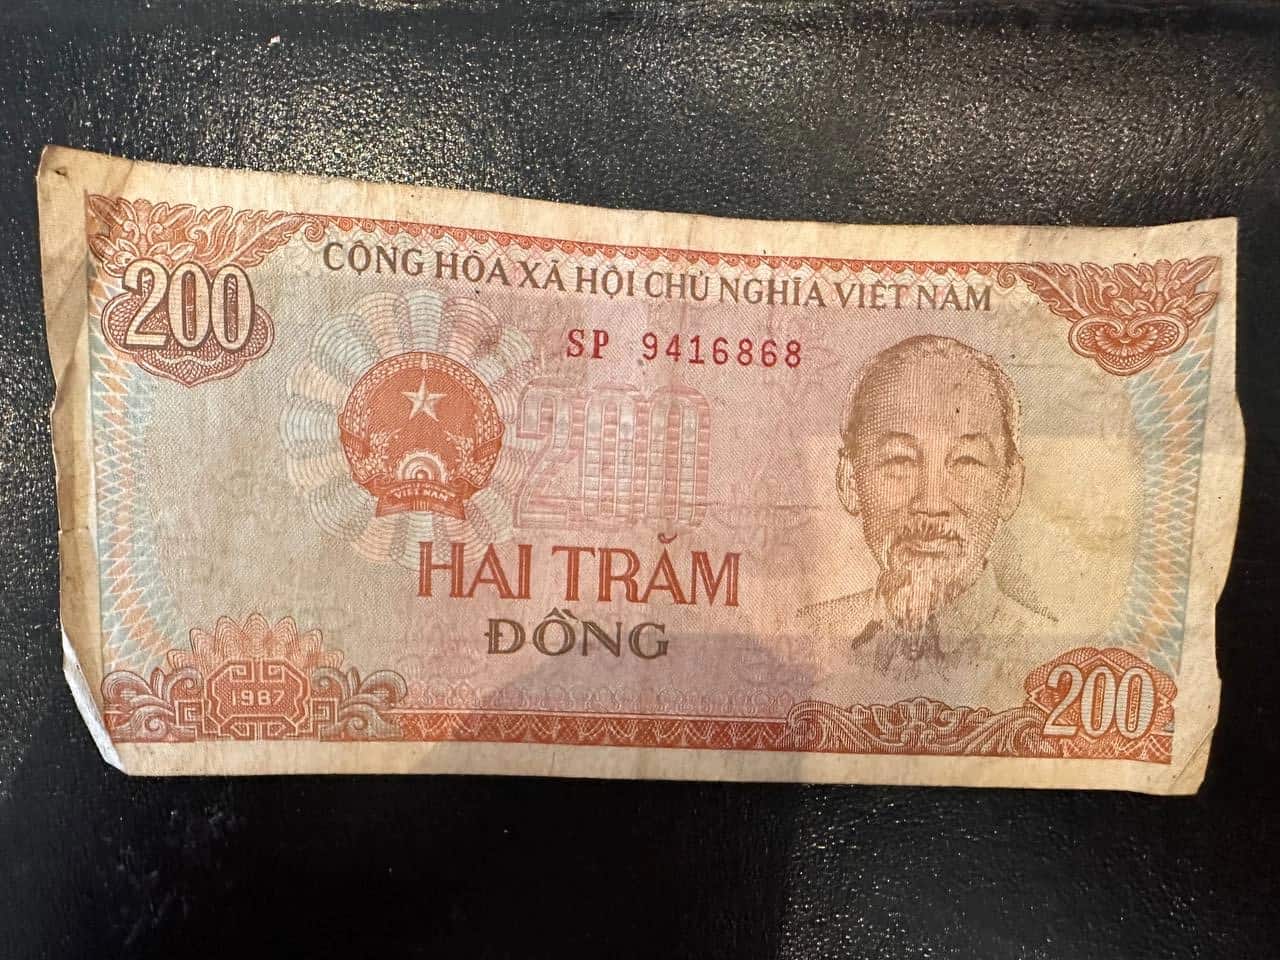 CỘNG HÒA XÃ HỘI CHỦ NGHĨA VIỆT NAM
200
SP 9416868
200
VIỆT NAM
HAI TRĂM
ĐỒNG
1987
200